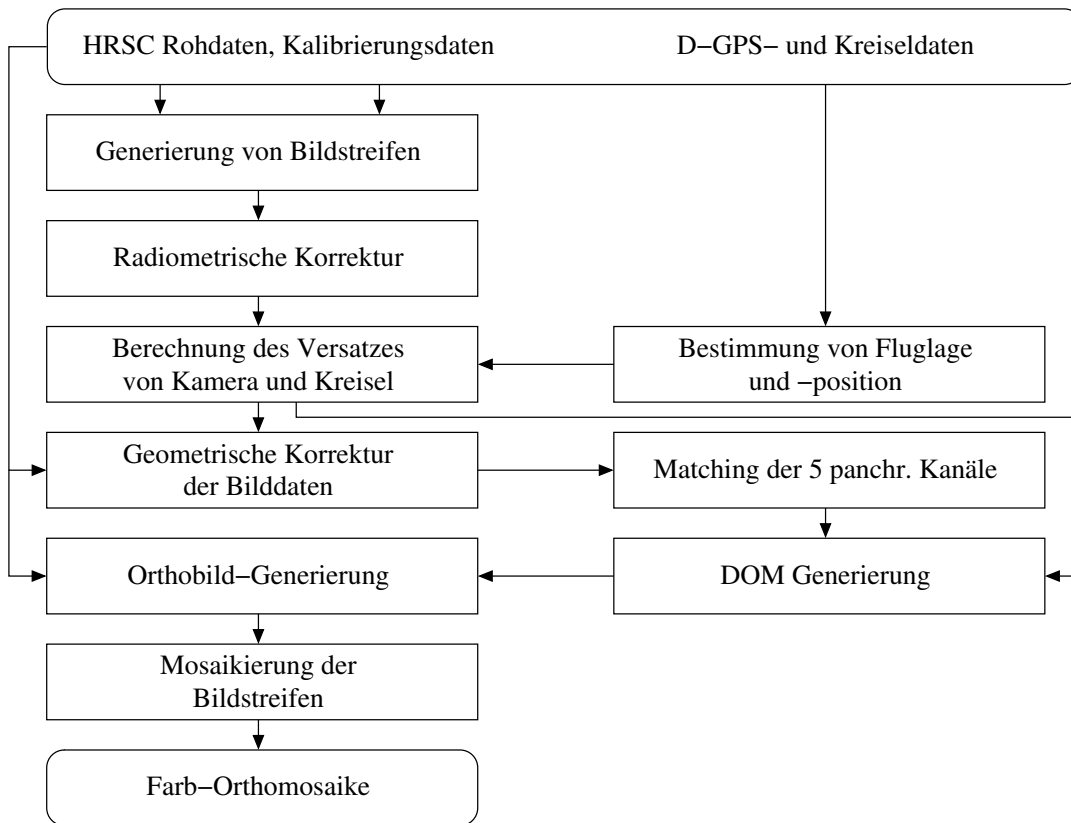 HRSC Rohdaten, Kalibrierungsdaten
D−GPS− und Kreiseldaten
Generierung von Bildstreifen
Radiometrische Korrektur
Berechnung des Versatzes
von Kamera und Kreisel
Bestimmung von Fluglage
und −position
Geometrische Korrektur
der Bilddaten
Matching der 5 panchr. Kanäle
Orthobild−Generierung
DOM Generierung
Mosaikierung der
Bildstreifen
Farb−Orthomosaike